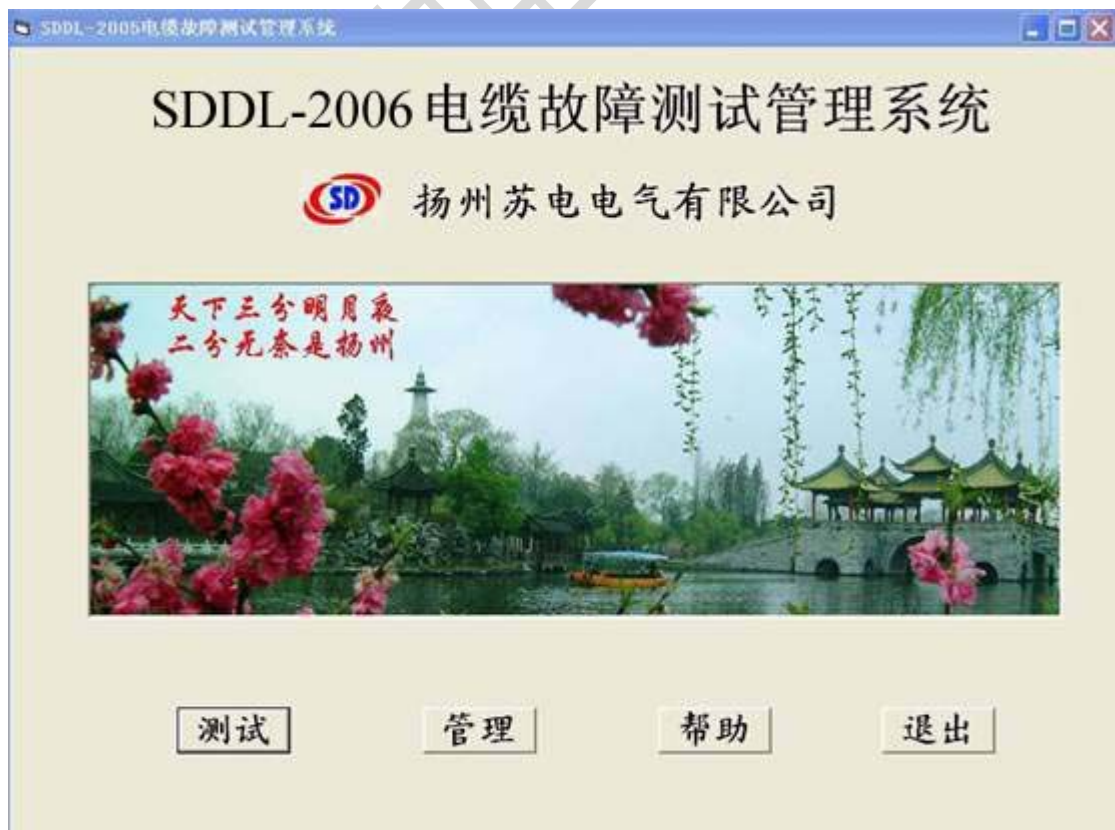 SDDL-2005电缆故障测试管理系统
SDDL-2006电缆故障测试管理系统
SD 扬州苏电电气有限公司
天下三分明月夜
二分无奈是扬州
测试 管理 帮助 退出